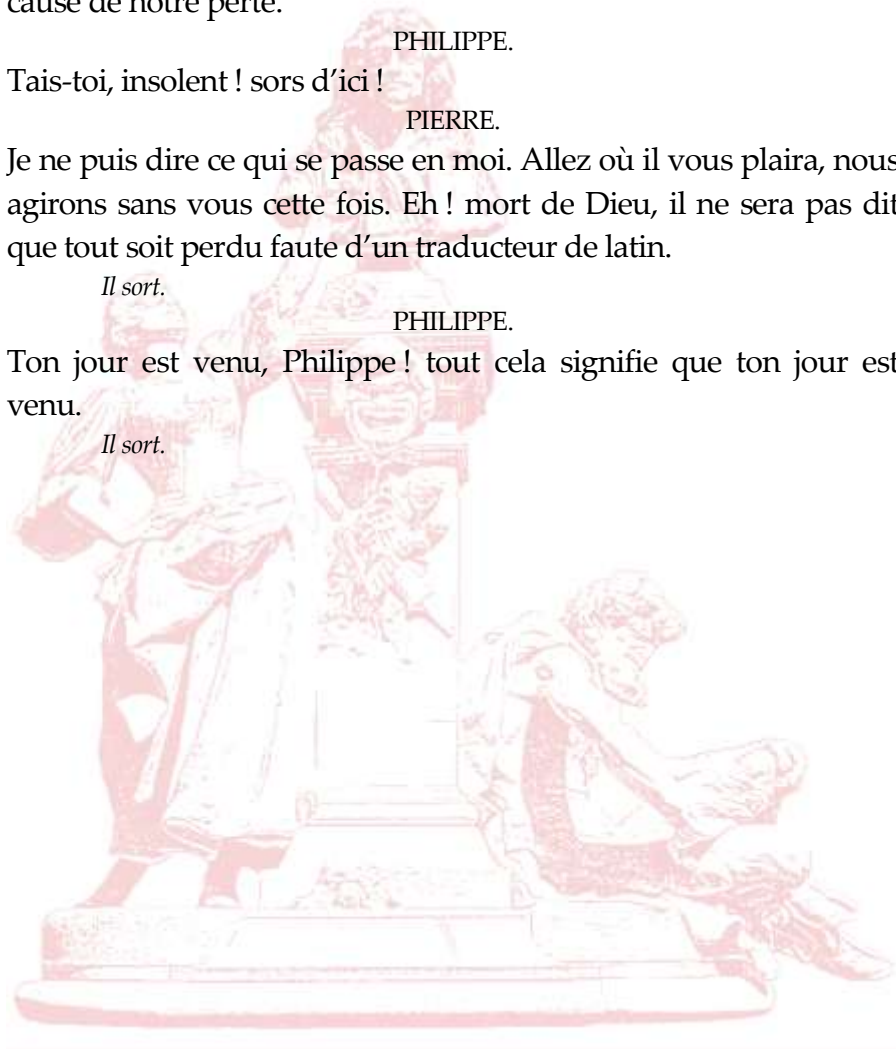 cause de notre perte.
PHILIPPE.
Tais-toi, insolent ! sors d’ici !
PIERRE.
Je ne puis dire ce qui se passe en moi. Allez où il vous plaira, nous
agirons sans vous cette fois. Eh ! mort de Dieu, il ne sera pas dit
que tout soit perdu faute d’un traducteur de latin.
Il sort.
PHILIPPE.
Ton jour est venu, Philippe ! tout cela signifie que ton jour est
venu.
Il sort.